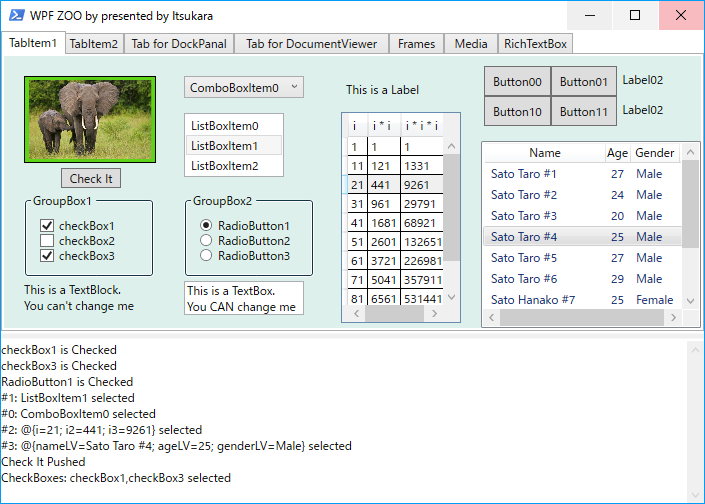 WPF ZOO by presented by Itsukara
TabItem1 TabItem2 Tab for DockPanal Tab for DocumentViewer Frames Media RichTextBox
Check It
GroupBox1
checkBox1
checkBox2
checkBox3
This is a TextBlock.
You can't change me
ComboBoxItem0
ListBoxItem0
ListBoxItem1
ListBoxItem2
GroupBox2
RadioButton1
RadioButton2
RadioButton3
This is a TextBox.
You CAN change me
This is a Label
i i * i i * i * i
1 1 1
11 121 1331
21 441 9261
31 961 29791
41 1681 68921
51 2601 132651
61 3721 226981
71 5041 357911
81 6561 531441
Button00 Button01 Label02
Button10 Button11 Label02
Name Age Gender
Sato Taro #1 27 Male
Sato Taro #2 24 Male
Sato Taro #3 20 Male
Sato Taro #4 25 Male
Sato Taro #5 27 Male
Sato Taro #6 29 Male
Sato Hanako #7 25 Female
checkBox1 is Checked
checkBox3 is Checked
RadioButton1 is Checked
#1: ListBoxItem1 selected
#0: ComboBoxItem0 selected
#2: @{i=21; i2=441; i3=9261} selected
#3: @{nameLV=Sato Taro #4; ageLV=25; genderLV=Male} selected
Check It Pushed
CheckBoxes: checkBox1,checkBox3 selected